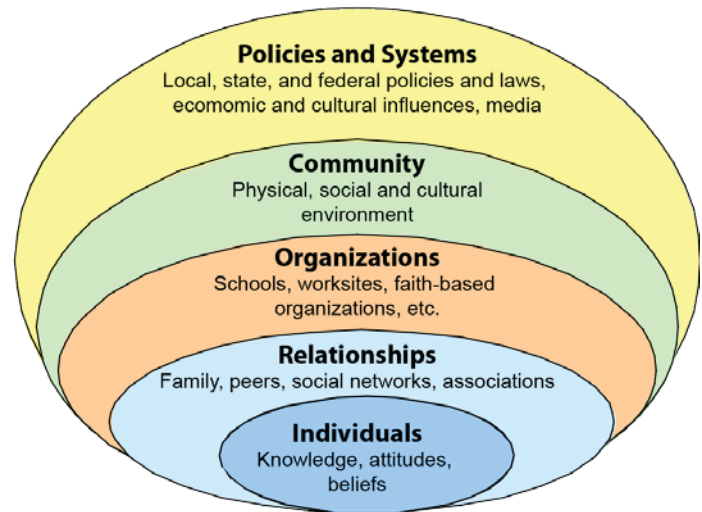 Policies and Systems
Local, state, and federal policies and laws,
ecomomic and cultural influences, media
Community
Physical, social and cultural
environment
Organizations
Schools, worksites, faith-based
organizations, etc.
Relationships
Family, peers, social networks, associations
Individuals
Knowledge, attitudes,
beliefs